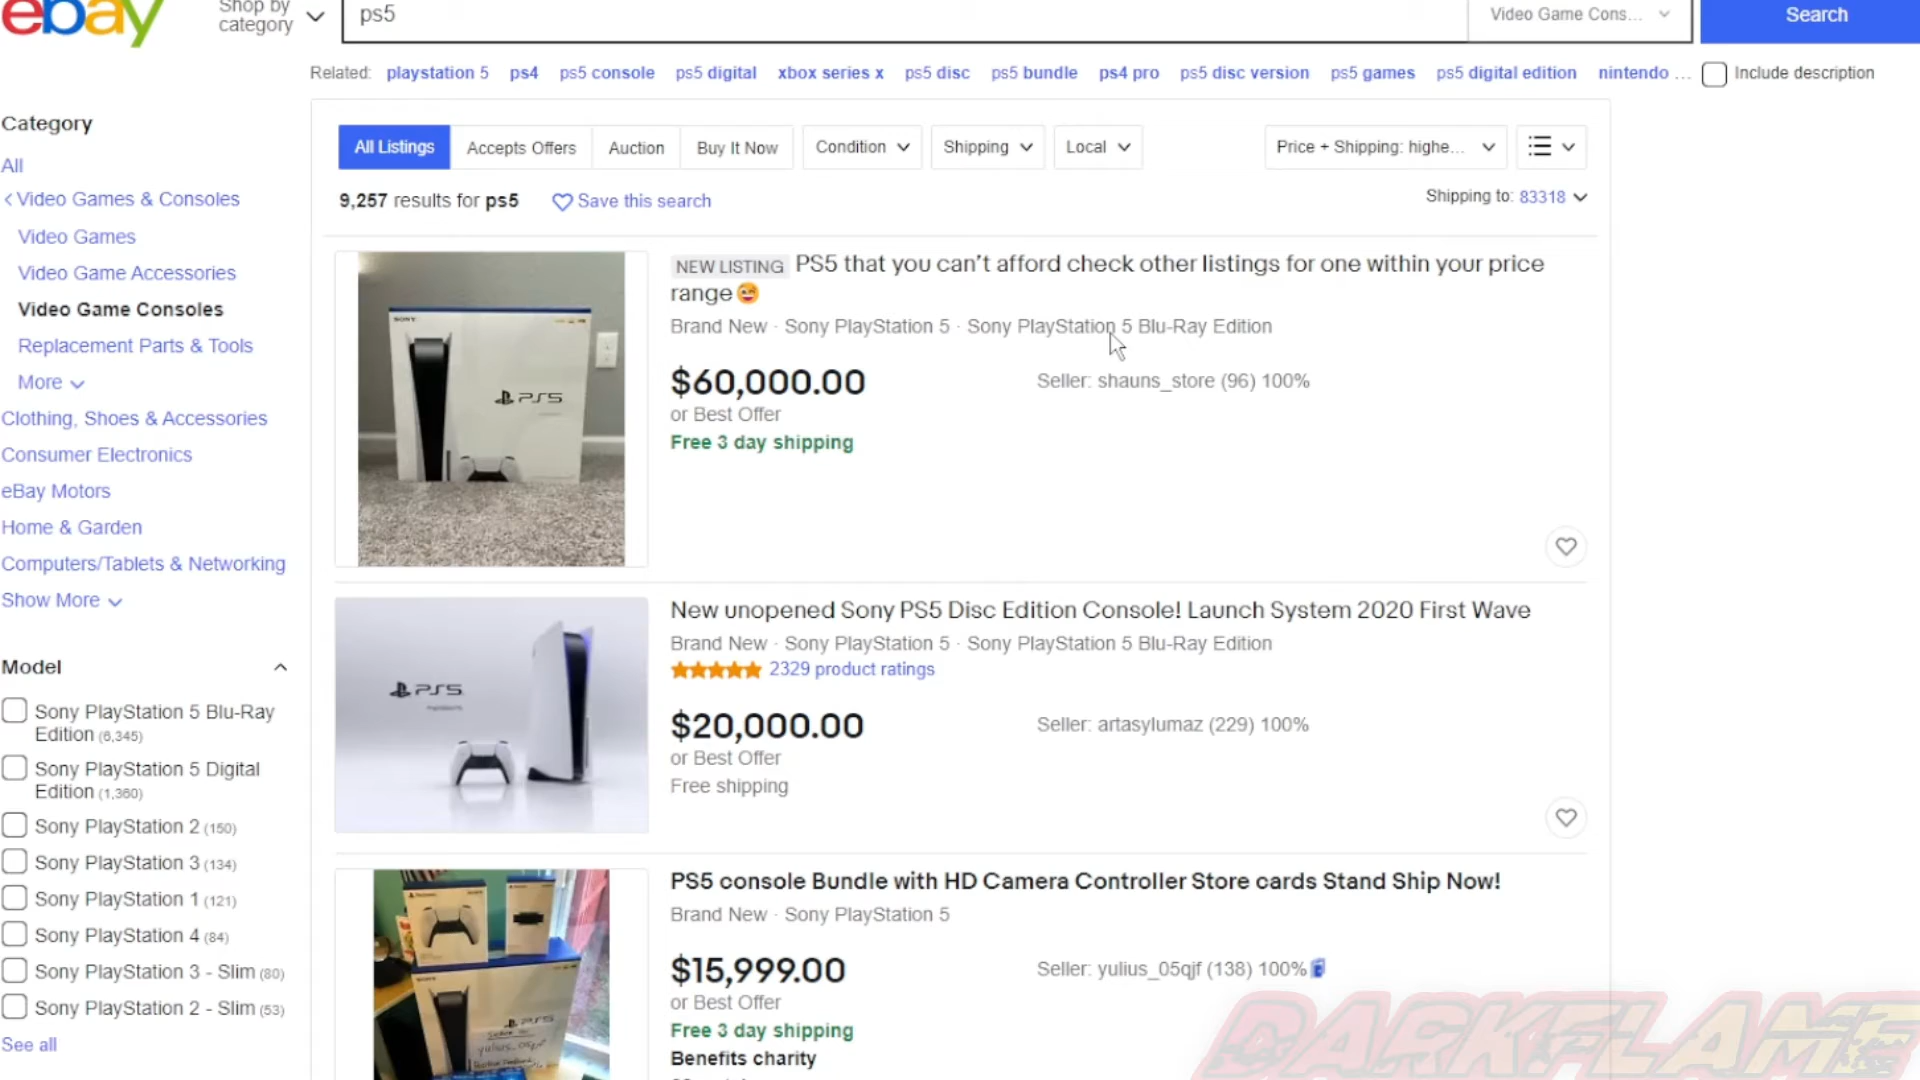 ebay
Shop by
category
ps5
Video Game Cons...
Search
Related: playstation 5 ps4 ps5 console ps5 digital xbox series x ps5 disc ps5 bundle ps4 pro ps5 disc version ps5 games ps5 digital edition nintendo ... Include description
Category
All
Video Games & Consoles
Video Games
Video Game Accessories
Video Game Consoles
Replacement Parts & Tools
More
Clothing, Shoes & Accessories
Consumer Electronics
eBay Motors
Home & Garden
Computers/Tablets & Networking
Show More
Model
Sony PlayStation 5 Blu-Ray
Edition (6,345)
Sony PlayStation 5 Digital
Edition (1,360)
Sony PlayStation 2 (150)
Sony PlayStation 3 (134)
Sony PlayStation 1 (121)
Sony PlayStation 4 (84)
Sony PlayStation 3 - Slim (80)
Sony PlayStation 2 - Slim (53)
See all
All Listings Accepts Offers Auction Buy It Now Condition Shipping Local Price + Shipping: highe...
9,257 results for ps5 Save this search Shipping to: 83318
SONY
PS5
NEW LISTING PS5 that you can't afford check other listings for one within your price
range😉
Brand New · Sony PlayStation 5 · Sony PlayStation 5 Blu-Ray Edition
$60,000.00 Seller: shauns_store (96) 100%
or Best Offer
Free 3 day shipping
PS5
New unopened Sony PS5 Disc Edition Console! Launch System 2020 First Wave
Brand New · Sony PlayStation 5 · Sony PlayStation 5 Blu-Ray Edition
2329 product ratings
$20,000.00 Seller: artasylumaz (229) 100%
or Best Offer
Free shipping
SONY
PS5
yulius_05qjf
PS5 console Bundle with HD Camera Controller Store cards Stand Ship Now!
Brand New · Sony PlayStation 5
$15,999.00 Seller: yulius_05qjf (138) 100%
or Best Offer
Free 3 day shipping
Benefits charity
DARKFLAME